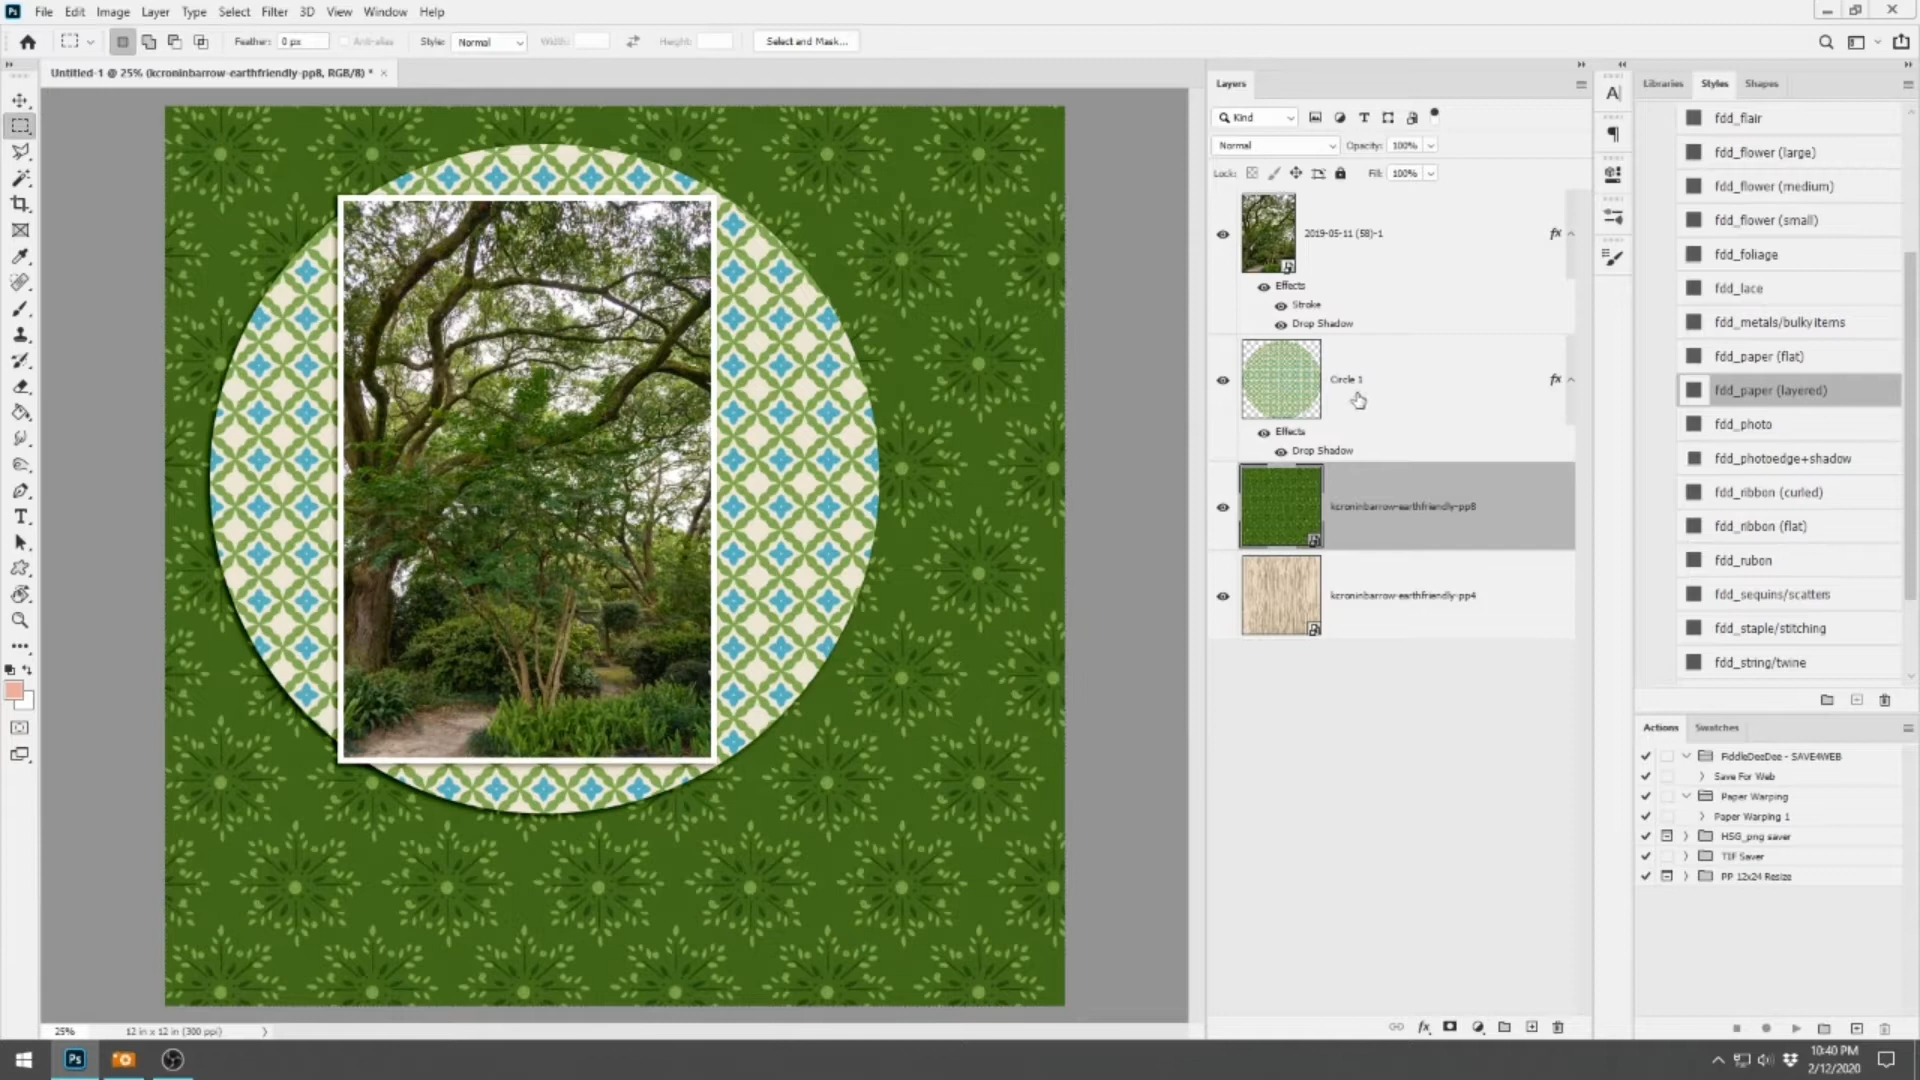 Ps File Edit Image Layer Type Select Filter 3D View Window Help
Feather: 0 px Anti-alias Style: Normal Width: Height: Select and Mask...
Untitled-1 @ 25% (kcroninbarrow-earthfriendly-pp8, RGB/8) * ×
Layers
Kind
Normal Opacity: 100%
Lock: Fill: 100%
2019-05-11 (58)-1 fx
Effects
Stroke
Drop Shadow
Circle 1 fx
Effects
Drop Shadow
kcroninbarrow-earthfriendly-pp8
kcroninbarrow-earthfriendly-pp4
fx
Libraries Styles Shapes
fdd_flair
fdd_flower (large)
fdd_flower (medium)
fdd_flower (small)
fdd_foliage
fdd_lace
fdd_metals/bulky items
fdd_paper (flat)
fdd_paper (layered)
fdd_photo
fdd_photoedge+shadow
fdd_ribbon (curled)
fdd_ribbon (flat)
fdd_rubon
fdd_sequins/scatters
fdd_staple/stitching
fdd_string/twine
Actions Swatches
FiddleDeeDee - SAVE4WEB
Save For Web
Paper Warping
Paper Warping 1
HSG_png saver
TIF Saver
PP 12x24 Resize
25% 12 in x 12 in (300 ppi)
Ps
10:40 PM
2/12/2020